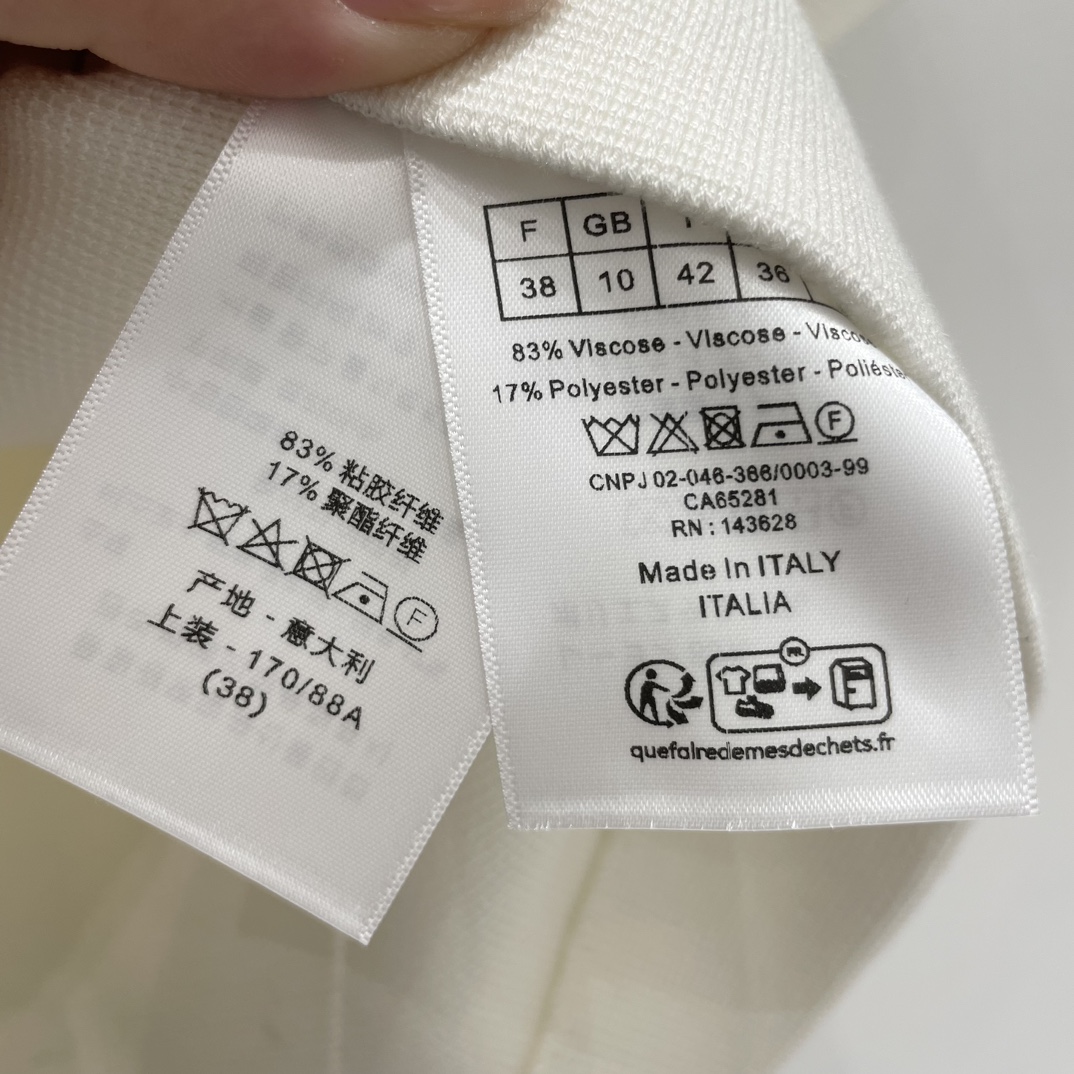 83% 粘胶纤维
17% 聚酯纤维
F
产地 - 意大利
上装 - 170/88A
(38)
F GB
38 10 42 36
83% Viscose - Viscose -
17% Polyester - Polyester -
F
CNPJ 02-046-366/0003-99
CA65281
RN : 143628
Made In ITALY
ITALIA
FR
quefairedemesdechets.fr